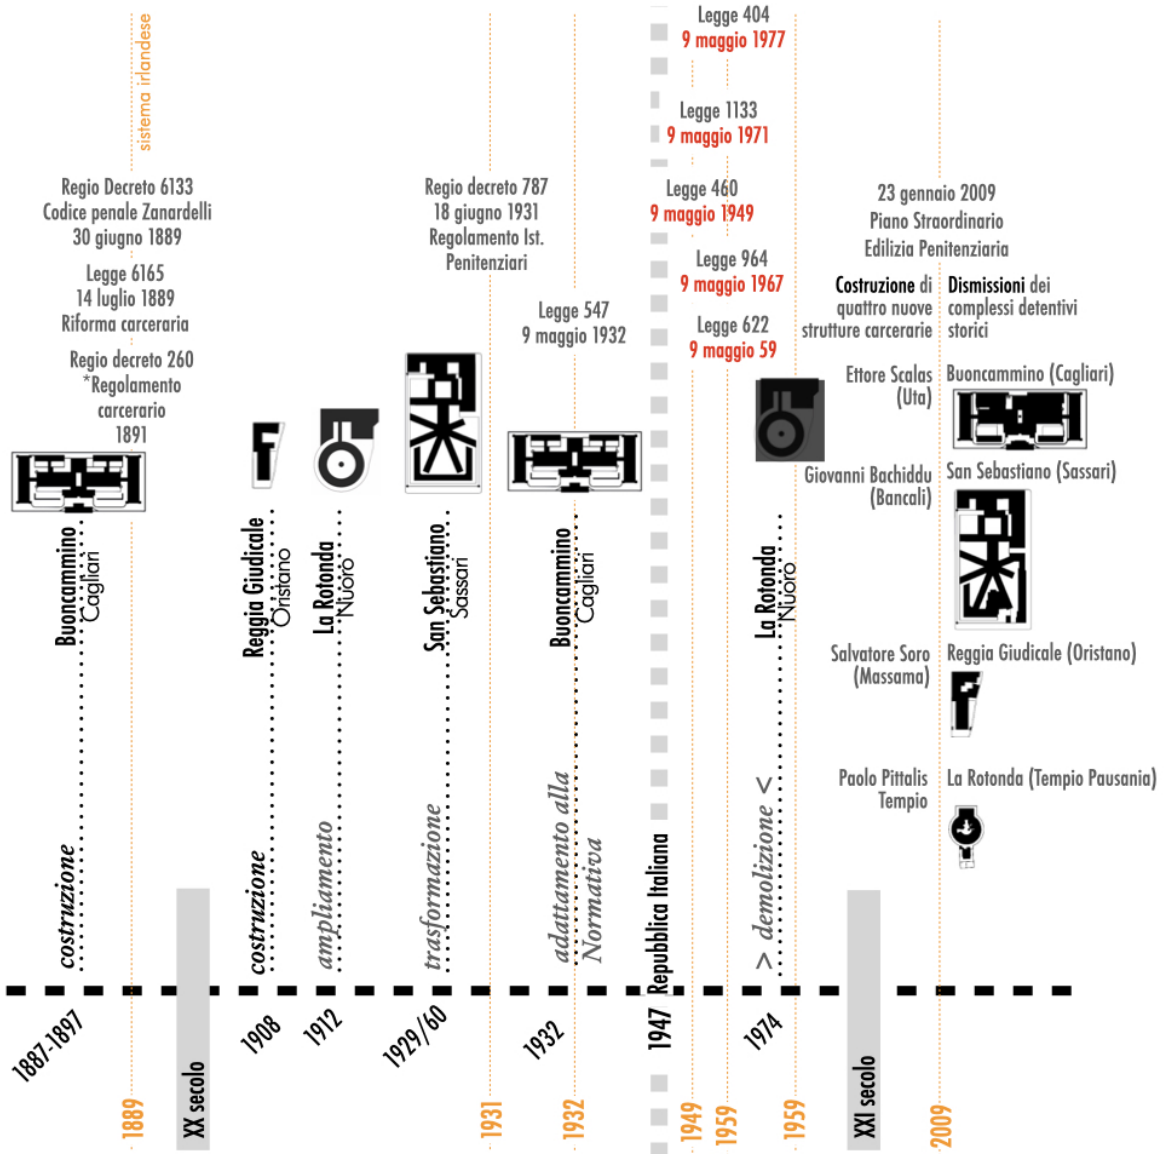 sistema irlandese
Regio Decreto 6133
Codice penale Zanardelli
30 giugno 1889
Legge 6165
14 luglio 1889
Riforma carceraria
Regio decreto 260
*Regolamento
carcerario
1891
Regio decreto 787
18 giugno 1931
Regolamento Ist.
Penitenziari
Legge 547
9 maggio 1932
Legge 404
9 maggio 1977
Legge 1133
9 maggio 1971
Legge 460
9 maggio 1949
Legge 964
9 maggio 1967
Legge 622
9 maggio 59
23 gennaio 2009
Piano Straordinario
Edilizia Penitenziaria
Costruzione di
quattro nuove
strutture carcerarie
Dismissioni dei
complessi detentivi
storici
Ettore Scalas
(Uta)
Buoncammino (Cagliari)
Giovanni Bachiddu
(Bancali)
San Sebastiano (Sassari)
Salvatore Soro
(Massama)
Reggia Giudicale (Oristano)
Paolo Pittalis
Tempio
La Rotonda (Tempio Pausania)
Buoncammino
Cagliari
Reggia Giudicale
Oristano
La Rotonda
Nuoro
San Sebastiano
Sassari
Buoncammino
Cagliari
La Rotonda
Nuoro
costruzione
costruzione
ampliamento
trasformazione
adattamento alla
Normativa
> demolizione <
1887-1897
1908
1912
1929/60
1932
1947 Repubblica Italiana
1974
1889
XX secolo
1931
1932
1949
1959
1959
XXI secolo
2009